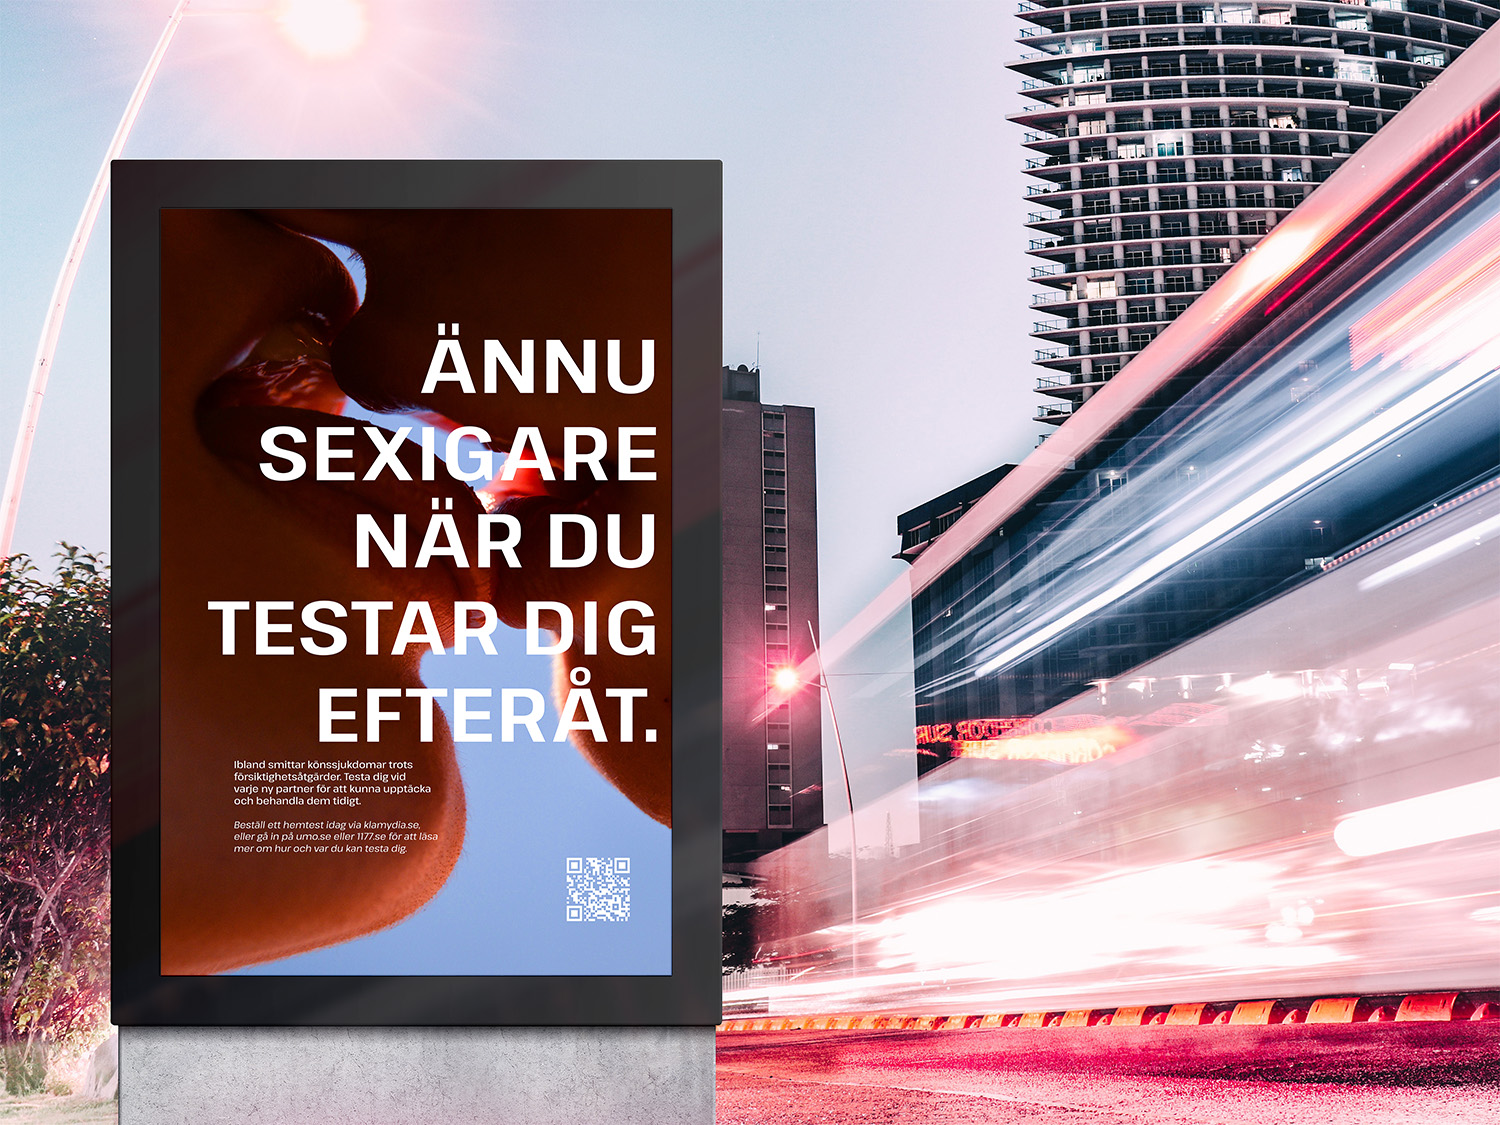 ÄNNU
SEXIGARE
NÄR DU
TESTAR DIG
EFTERÅT.
Ibland smittar könssjukdomar trots
försiktighetsåtgärder. Testa dig vid
varje ny partner för att kunna upptäcka
och behandla dem tidigt.
Beställ ett hemtest idag via klamydia.se,
eller gå in på umo.se eller 1177.se för att läsa
mer om hur och var du kan testa dig.